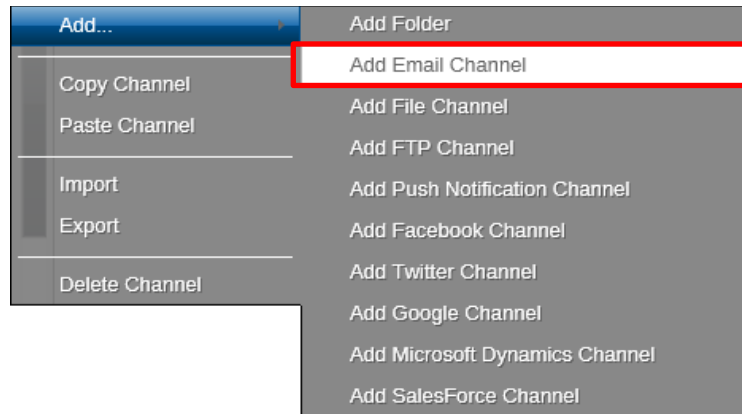 Add...
Copy Channel
Paste Channel
Import
Export
Delete Channel
Add Folder
Add Email Channel
Add File Channel
Add FTP Channel
Add Push Notification Channel
Add Facebook Channel
Add Twitter Channel
Add Google Channel
Add Microsoft Dynamics Channel
Add SalesForce Channel